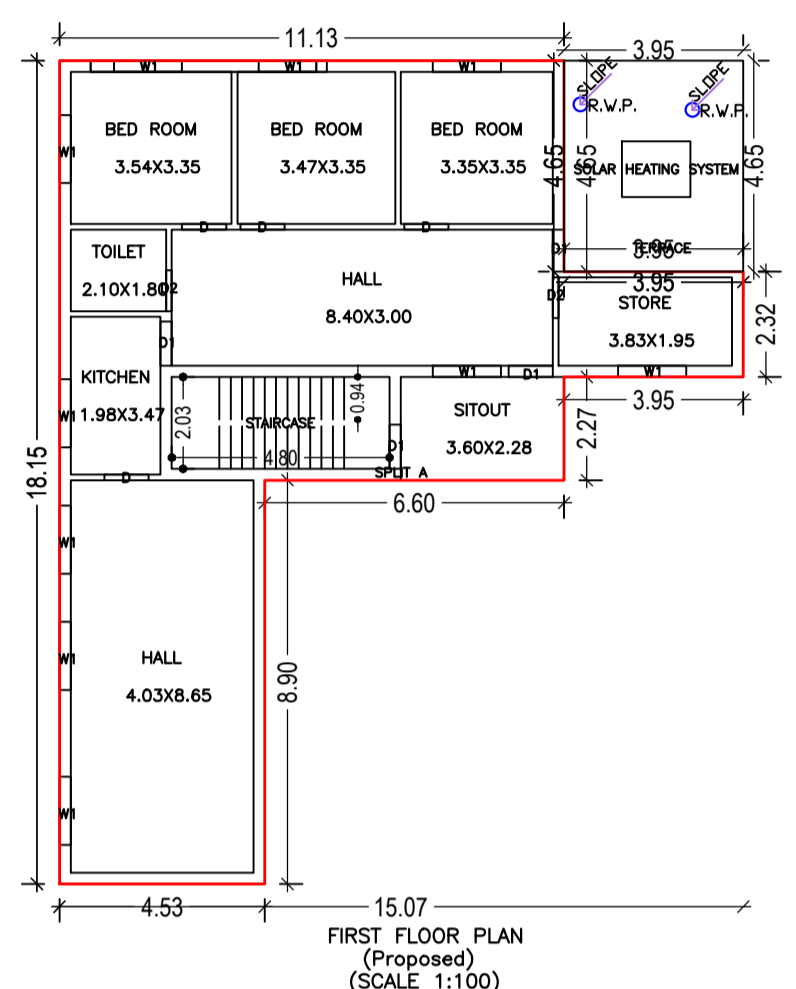 11.13
3.95
SLOPE
SLOPE
W1
W1
W1
R.W.P.
R.W.P.
BED ROOM
3.54X3.35
BED ROOM
3.47X3.35
BED ROOM
3.35X3.35
W1
4.65
4.65
4.65
SOLAR HEATING SYSTEM
D
D
D
D1
TERRACE
3.95
3.95
TOILET
2.10X1.80
D2
HALL
8.40X3.00
D2
STORE
3.83X1.95
2.32
D1
W1
D1
W1
KITCHEN
1.98X3.47
W1
2.03
STAIRCASE
0.94
4.80
D1
SITOUT
3.60X2.28
3.95
2.27
SPLIT A
D
18.15
6.60
W1
HALL
4.03X8.65
W1
8.90
W1
4.53
15.07
FIRST FLOOR PLAN
(Proposed)
(SCALE 1:100)